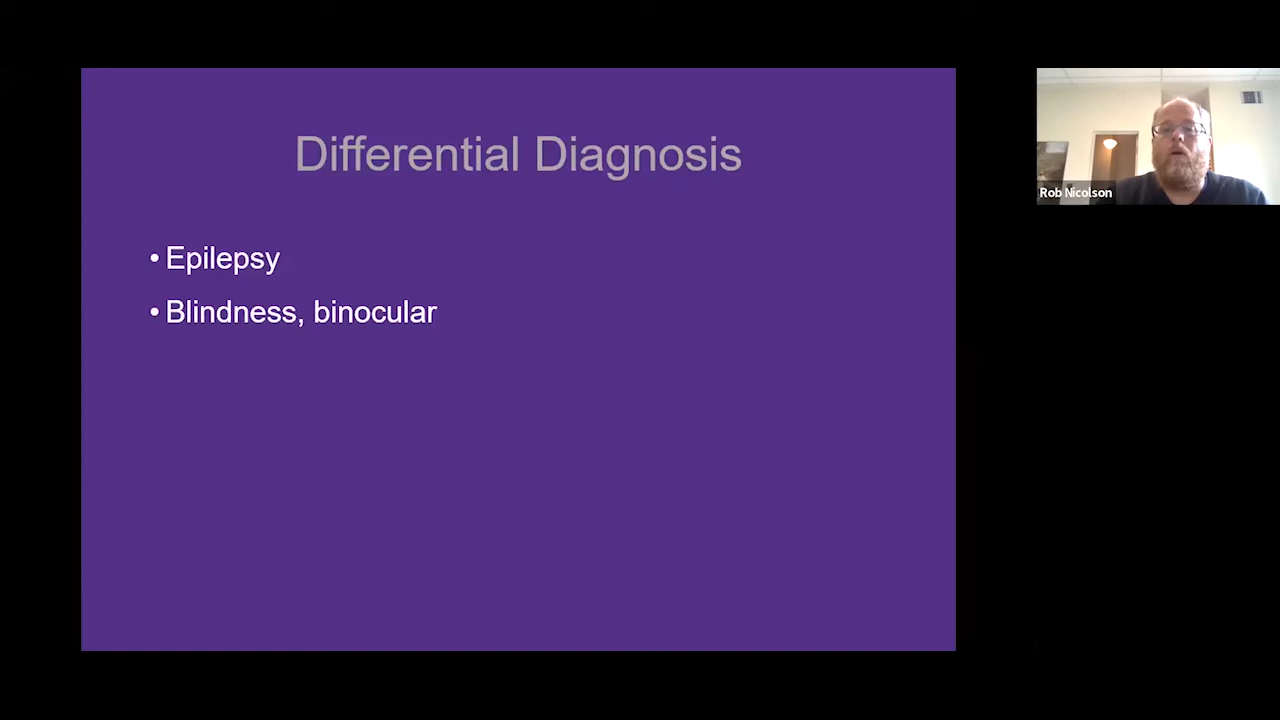 Differential Diagnosis
• Epilepsy
• Blindness, binocular
Rob Nicolson